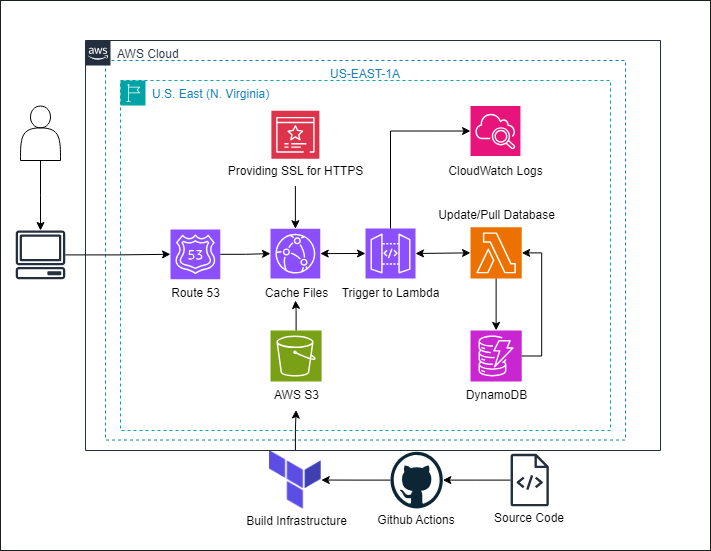 aws
AWS Cloud
US-EAST-1A
U.S. East (N. Virginia)
Providing SSL for HTTPS
CloudWatch Logs
Update/Pull Database
53
</>
Route 53
Cache Files
Trigger to Lambda
AWS S3
DynamoDB
</>
Build Infrastructure
Github Actions
Source Code